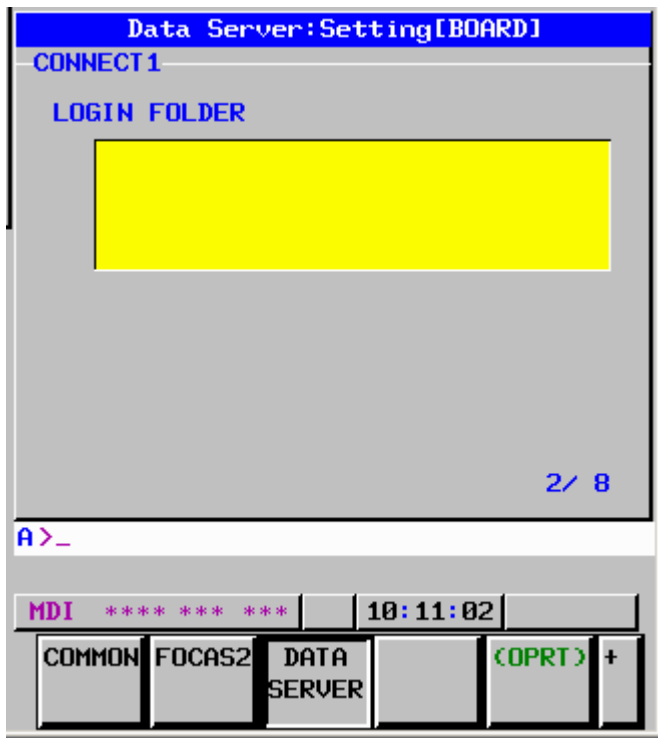 Data Server:Setting[BOARD]
CONNECT1
LOGIN FOLDER
2/ 8
A>_
MDI **** *** *** 10:11:02
COMMON FOCAS2 DATA SERVER (OPRT) +